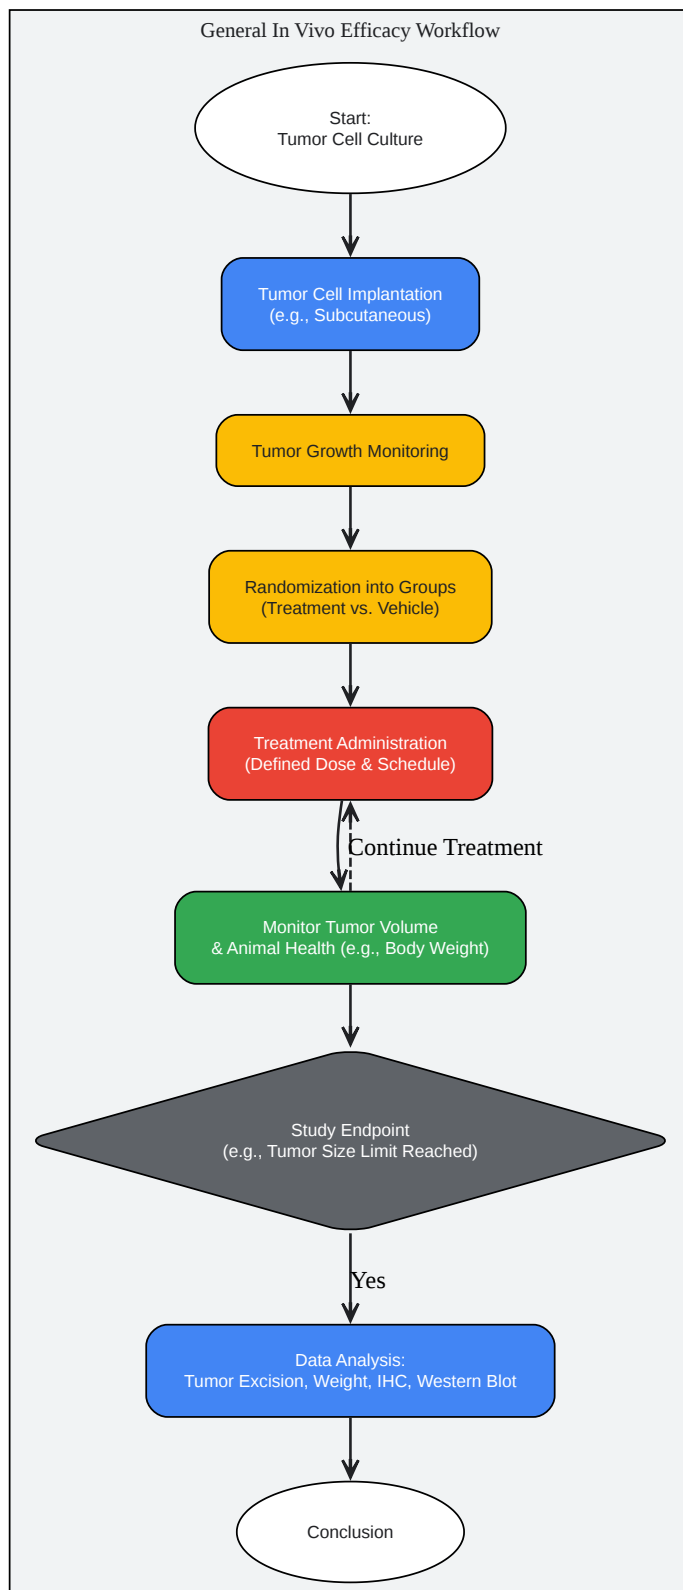 General In Vivo Efficacy Workflow
Start:
Tumor Cell Culture
Tumor Cell Implantation
(e.g., Subcutaneous)
Tumor Growth Monitoring
Randomization into Groups
(Treatment vs. Vehicle)
Treatment Administration
(Defined Dose & Schedule)
Continue Treatment
Monitor Tumor Volume
& Animal Health (e.g., Body Weight)
Study Endpoint
(e.g., Tumor Size Limit Reached)
Yes
Data Analysis:
Tumor Excision, Weight, IHC, Western Blot
Conclusion